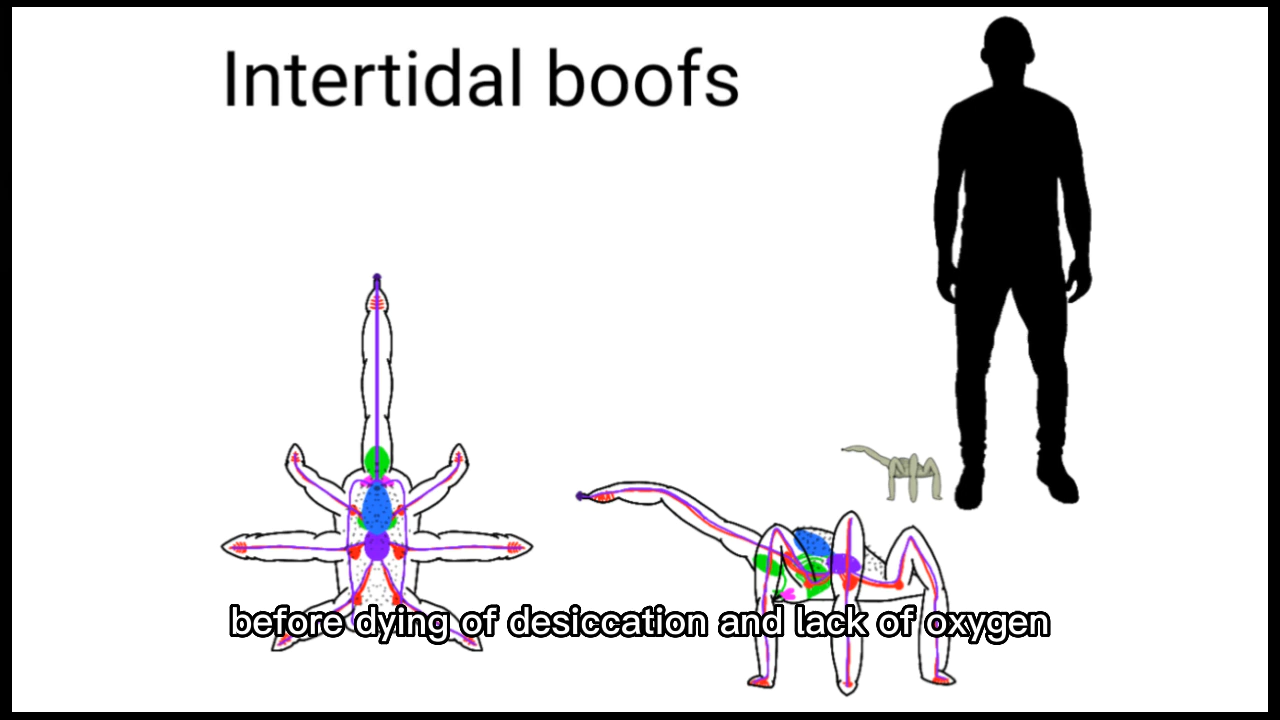 Intertidal boofs
before dying of desiccation and lack of oxygen